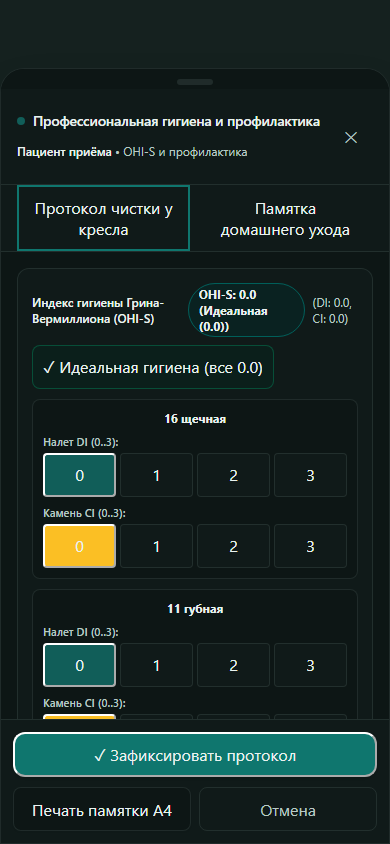 Профессиональная гигиена и профилактика
Пациент приёма • OHI-S и профилактика
Протокол чистки у
кресла
Памятка
домашнего ухода
Индекс гигиены Грина-
Вермиллиона (OHI-S)
OHI-S: 0.0
(Идеальная
(0.0))
(DI: 0.0,
CI: 0.0)
✓ Идеальная гигиена (все 0.0)
16 щечная
Налет DI (0..3):
0 1 2 3
Камень CI (0..3):
0 1 2 3
11 губная
Налет DI (0..3):
0 1 2 3
Камень CI (0..3):
✓ Зафиксировать протокол
Печать памятки А4
Отмена